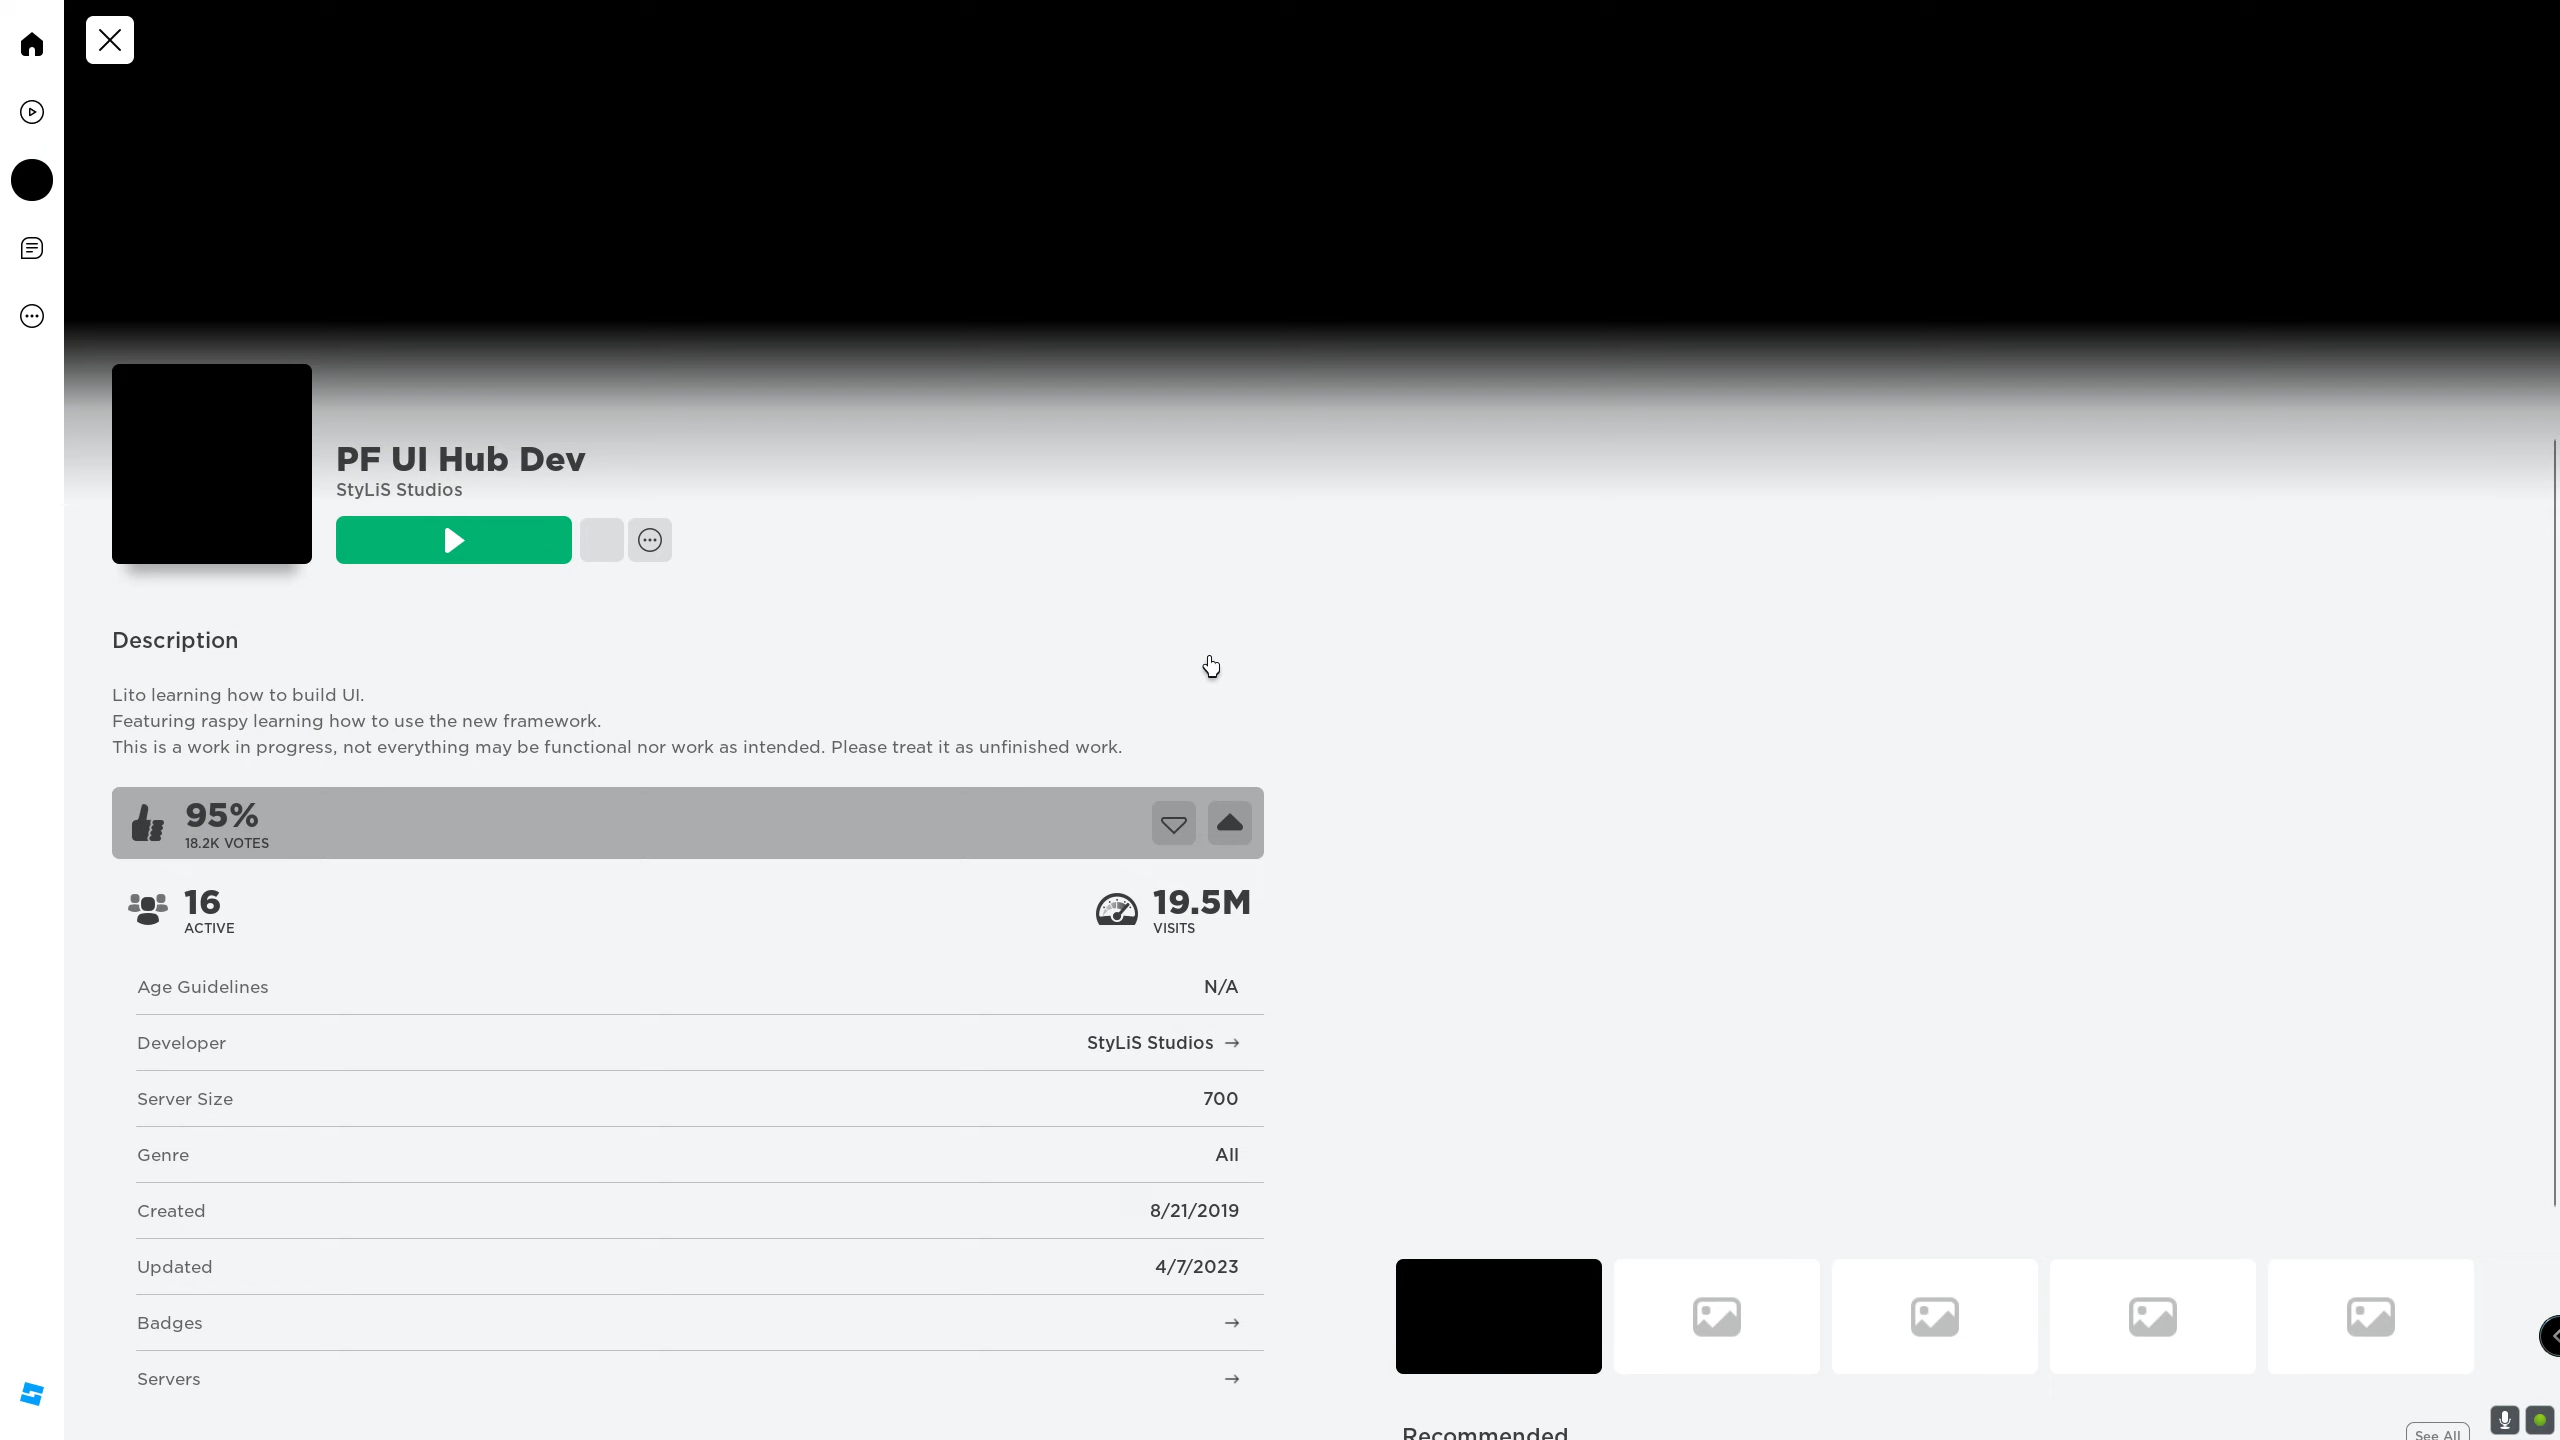 PF UI Hub Dev
StyLiS Studios
Description
Lito learning how to build UI.
Featuring raspy learning how to use the new framework.
This is a work in progress, not everything may be functional nor work as intended. Please treat it as unfinished work.
95%
18.2K VOTES
16
ACTIVE
19.5M
VISITS
Age Guidelines N/A
Developer StyLiS Studios →
Server Size 700
Genre All
Created 8/21/2019
Updated 4/7/2023
Badges →
Servers →
Recommended See All